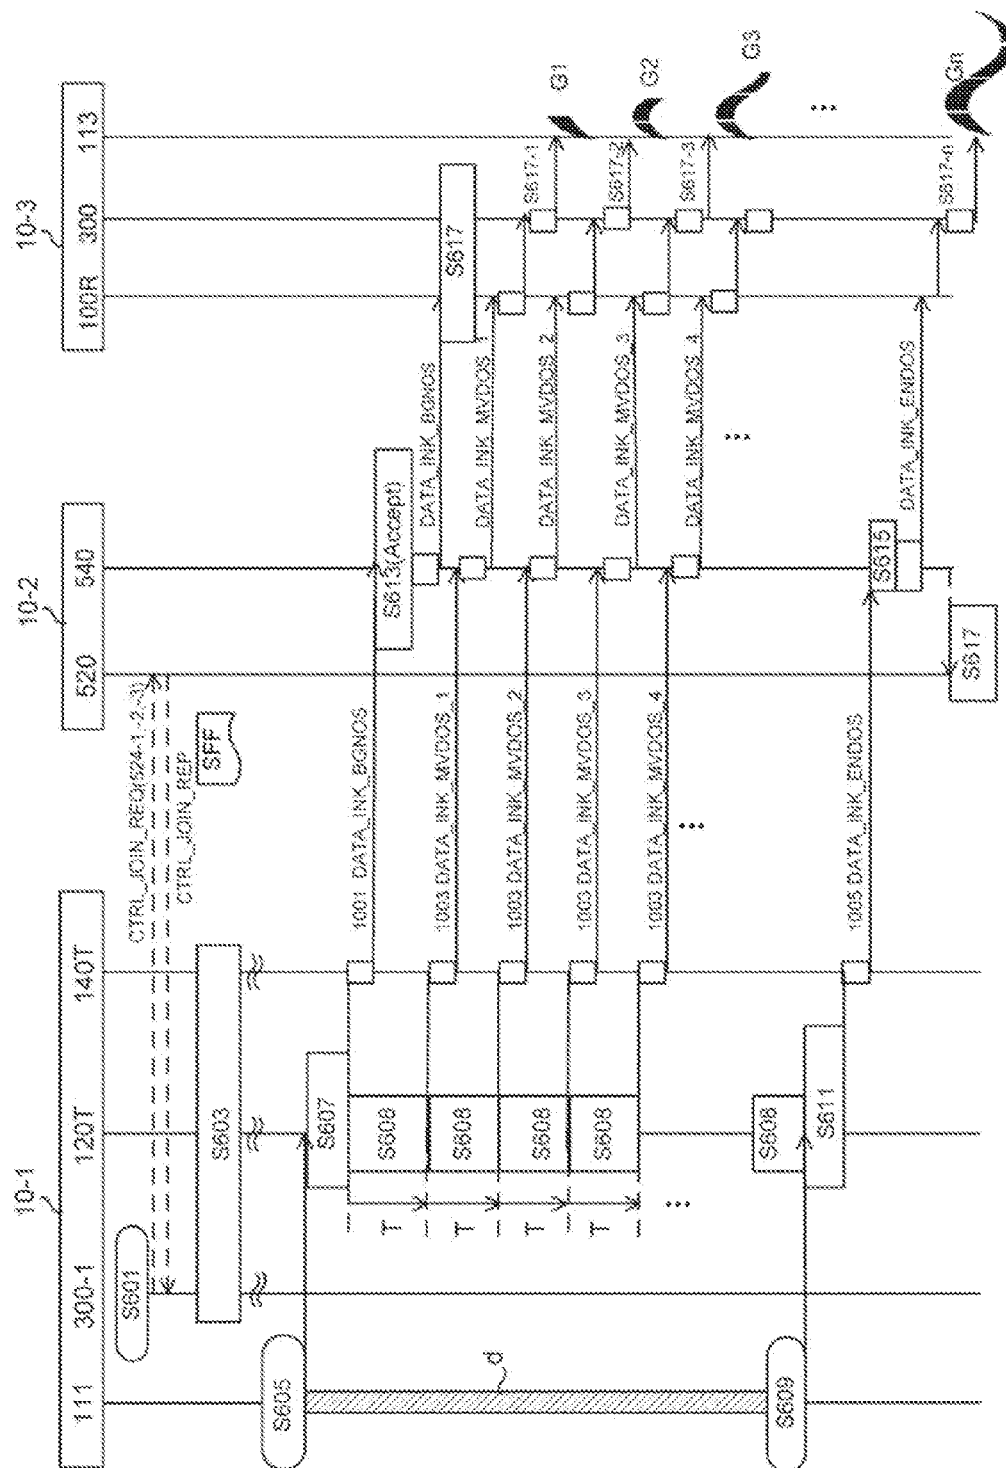 10-1
10-2
10-3
111
300-1
120T
140T
520
540
100R
300
113
S601
CTRL_JOIN_REQ(524-1,-2,-3)
CTRL_JOIN_REP
SFF
S603
S605
S607
1001 DATA_INK_BGNOS
S613(Accept)
DATA_INK_BGNOS
S617
T
S608
1003 DATA_INK_MVDOS_1
DATA_INK_MVDOS_1
S617-1
G1
T
S608
1003 DATA_INK_MVDOS_2
DATA_INK_MVDOS_2
S617-2
G2
T
S608
1003 DATA_INK_MVDOS_3
DATA_INK_MVDOS_3
S617-3
G3
T
S608
1003 DATA_INK_MVDOS_4
DATA_INK_MVDOS_4
d
...
...
...
...
S608
S609
S611
1005 DATA_INK_ENDOS
S615
DATA_INK_ENDOS
S617-n
Gn
S617